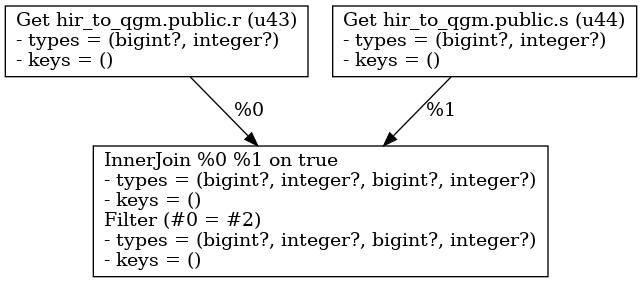 Get hir_to_qgm.public.r (u43)
- types = (bigint?, integer?)
- keys = ()
Get hir_to_qgm.public.s (u44)
- types = (bigint?, integer?)
- keys = ()
%0
%1
InnerJoin %0 %1 on true
- types = (bigint?, integer?, bigint?, integer?)
- keys = ()
Filter (#0 = #2)
- types = (bigint?, integer?, bigint?, integer?)
- keys = ()